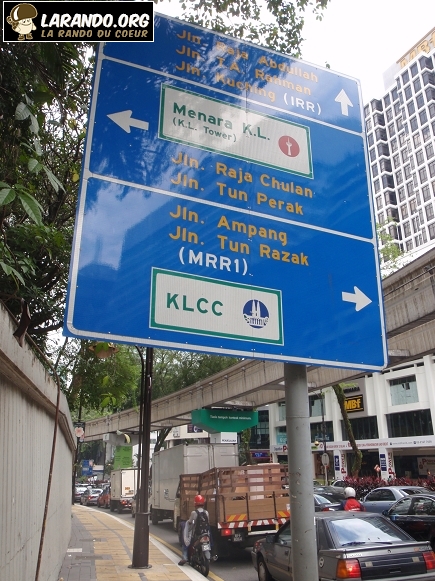 LARANDO.ORG
LA RANDO DU COEUR
Jln. Raja Abdullah
Jln. T.A. Rahman
Jln. Kuching (IRR)
Menara K.L.
(K.L. Tower)
Jln. Raja Chulan
Jln. Tun Perak
Jln. Ampang
Jln. Tun Razak
(MRR1)
KLCC
MBf